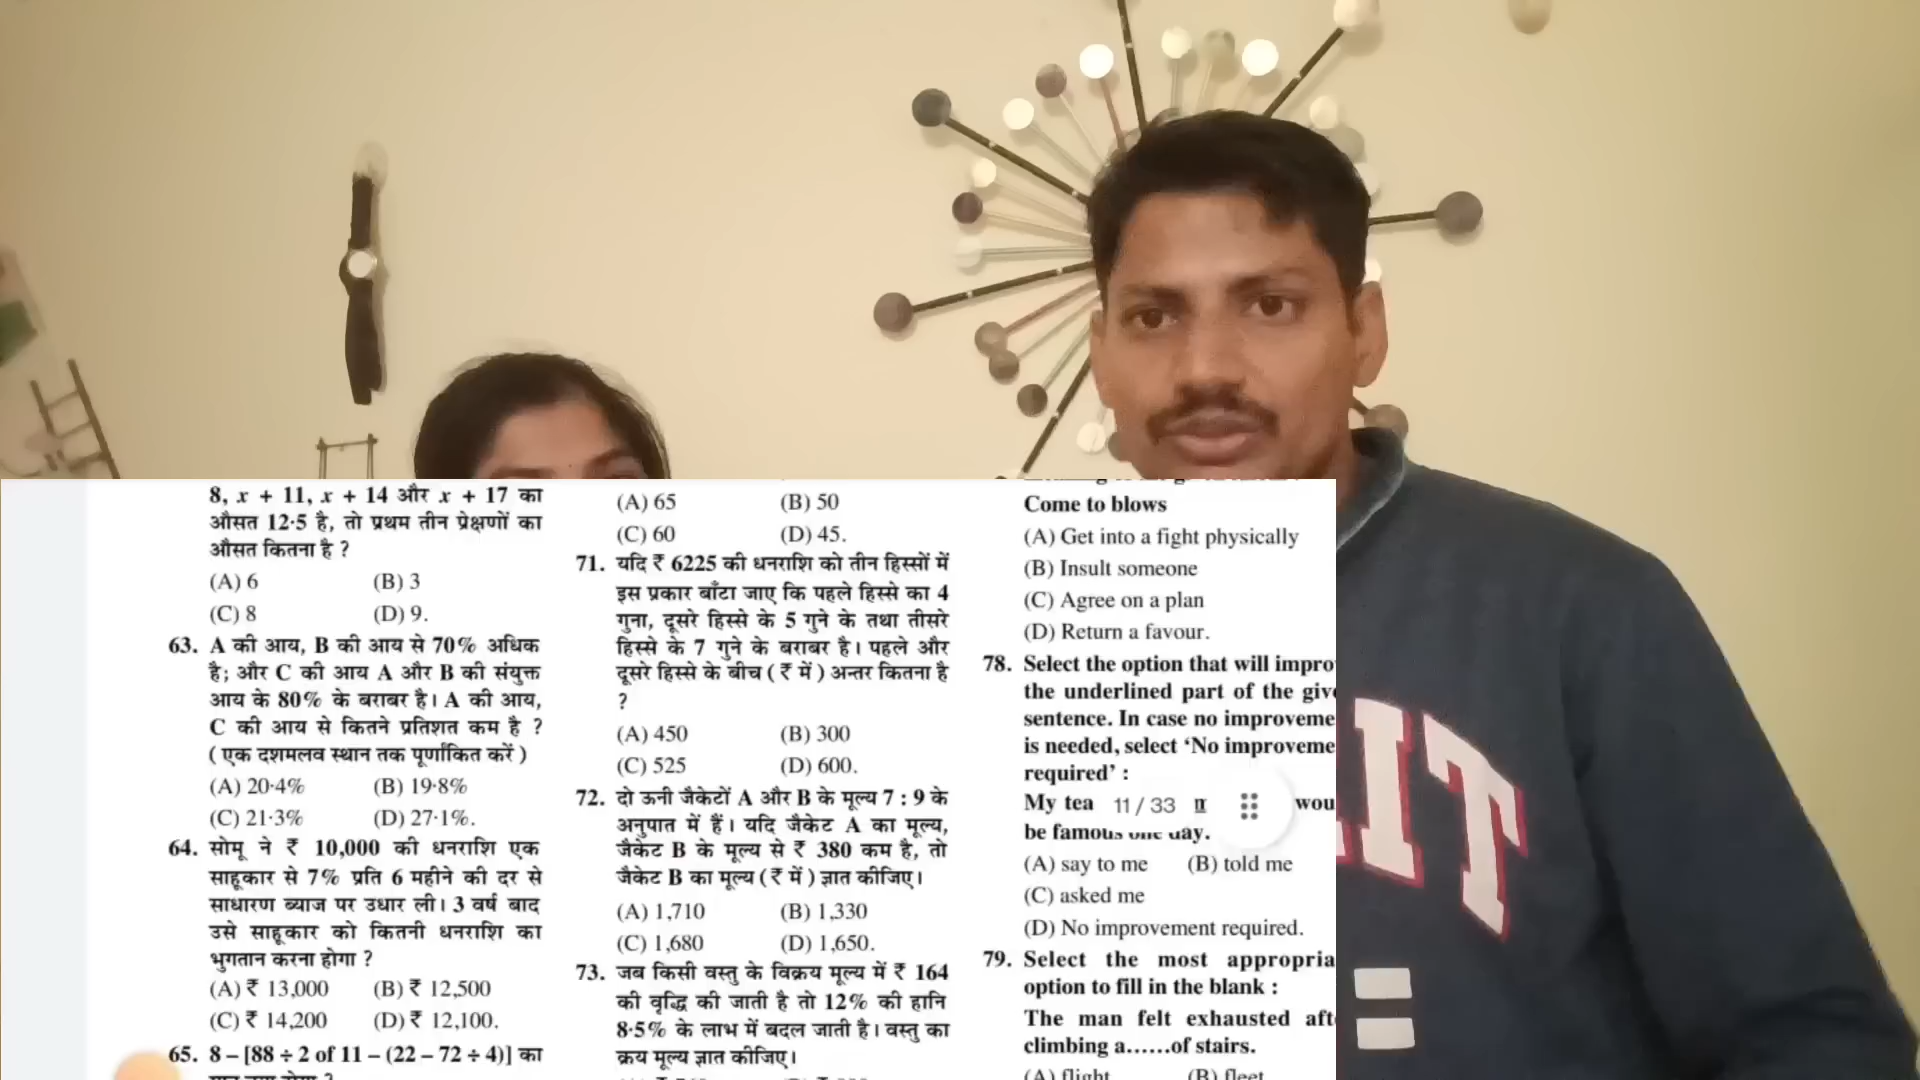 8, x + 11, x + 14 और x + 17 का
औसत 12·5 है, तो प्रथम तीन प्रेक्षणों का
औसत कितना है ?
(A) 6 (B) 3
(C) 8 (D) 9.
63. A की आय, B की आय से 70% अधिक
है; और C की आय A और B की संयुक्त
आय के 80% के बराबर है। A की आय,
C की आय से कितने प्रतिशत कम है ?
( एक दशमलव स्थान तक पूर्णांकित करें )
(A) 20·4% (B) 19·8%
(C) 21·3% (D) 27·1%.
64. सोमू ने ₹ 10,000 की धनराशि एक
साहूकार से 7% प्रति 6 महीने की दर से
साधारण ब्याज पर उधार ली। 3 वर्ष बाद
उसे साहूकार को कितनी धनराशि का
भुगतान करना होगा ?
(A) ₹ 13,000 (B) ₹ 12,500
(C) ₹ 14,200 (D) ₹ 12,100.
65. 8 – [88 ÷ 2 of 11 – (22 – 72 ÷ 4)] का
(A) 65 (B) 50
(C) 60 (D) 45.
71. यदि ₹ 6225 की धनराशि को तीन हिस्सों में
इस प्रकार बाँटा जाए कि पहले हिस्से का 4
गुना, दूसरे हिस्से के 5 गुने के तथा तीसरे
हिस्से के 7 गुने के बराबर है। पहले और
दूसरे हिस्से के बीच ( ₹ में ) अन्तर कितना है
?
(A) 450 (B) 300
(C) 525 (D) 600.
72. दो ऊनी जैकेटों A और B के मूल्य 7 : 9 के
अनुपात में हैं। यदि जैकेट A का मूल्य,
जैकेट B के मूल्य से ₹ 380 कम है, तो
जैकेट B का मूल्य ( ₹ में ) ज्ञात कीजिए।
(A) 1,710 (B) 1,330
(C) 1,680 (D) 1,650.
73. जब किसी वस्तु के विक्रय मूल्य में ₹ 164
की वृद्धि की जाती है तो 12% की हानि
8·5% के लाभ में बदल जाती है। वस्तु का
क्रय मूल्य ज्ञात कीजिए।
Come to blows
(A) Get into a fight physically
(B) Insult someone
(C) Agree on a plan
(D) Return a favour.
78. Select the option that will impro
the underlined part of the giv
sentence. In case no improveme
is needed, select ‘No improveme
required’ :
My tea 11 / 33 wou
be famous one day.
(A) say to me (B) told me
(C) asked me
(D) No improvement required.
79. Select the most appropria
option to fill in the blank :
The man felt exhausted aft
climbing a......of stairs.
(A) flight (B) fleet
IT